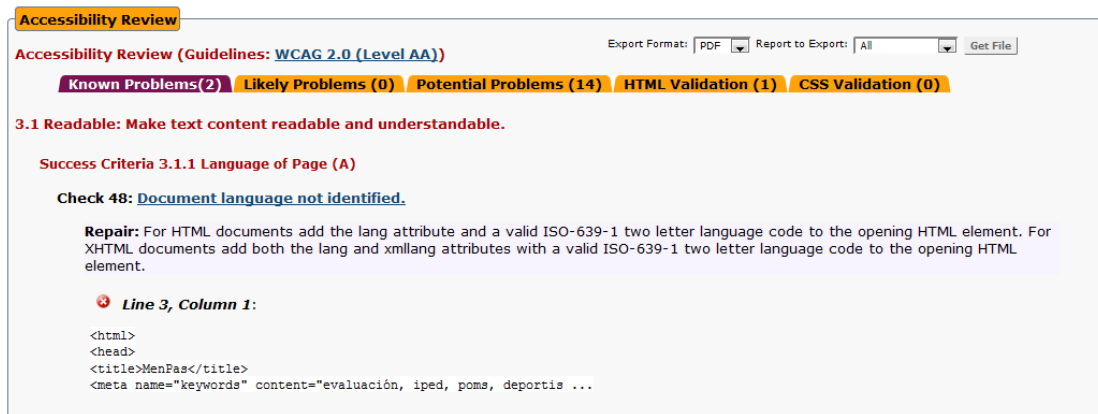 Accessibility Review
Accessibility Review (Guidelines: WCAG 2.0 (Level AA))
Export Format: PDF Report to Export: All Get File
Known Problems(2) Likely Problems (0) Potential Problems (14) HTML Validation (1) CSS Validation (0)
3.1 Readable: Make text content readable and understandable.
Success Criteria 3.1.1 Language of Page (A)
Check 48: Document language not identified.
Repair: For HTML documents add the lang attribute and a valid ISO-639-1 two letter language code to the opening HTML element. For
XHTML documents add both the lang and xmllang attributes with a valid ISO-639-1 two letter language code to the opening HTML
element.
Line 3, Column 1:
<html>
<head>
<title>MenPas</title>
<meta name="keywords" content="evaluación, iped, poms, deportis ...